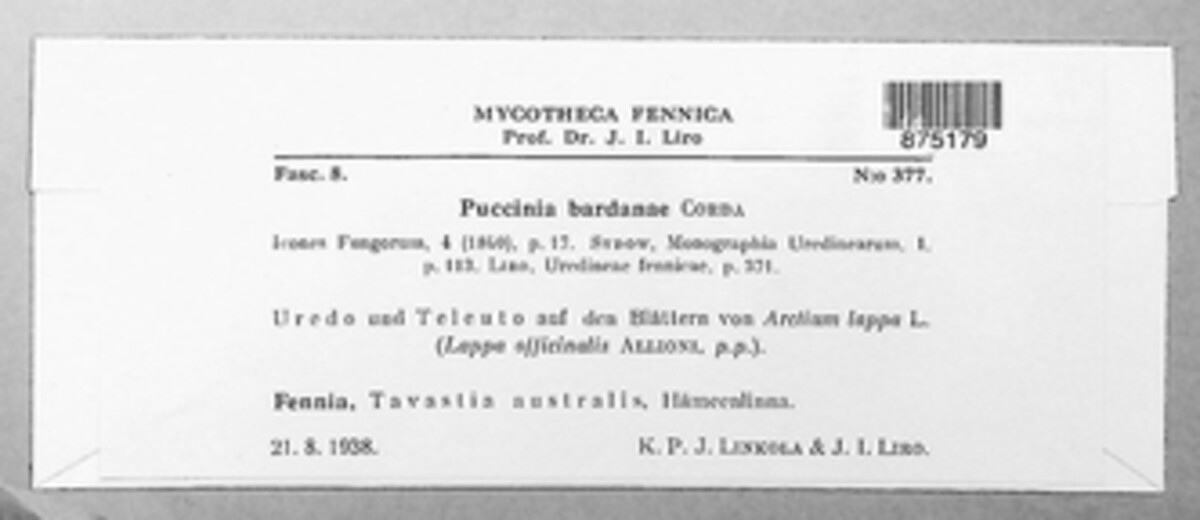 MYCOTHECA FENNICA
875179
Prof. Dr. J. I. Liro
Fasc. 8. N:o 377.
Puccinia bardanae CORDA
Icones Fungorum, 4 (1840), p. 17. SYDOW, Monographia Uredinearum, I,
p. 113. LIRO, Uredineae fennicae, p. 371.
Uredo und Teleuto auf den Blättern von Arctium lappa L.
(Lappa officinalis ALLIONI, p.p.).
Fennia, Tavastia australis, Hämeenlinna.
21. 8. 1938. K. P. J. LINKOLA & J. I. LIRO.